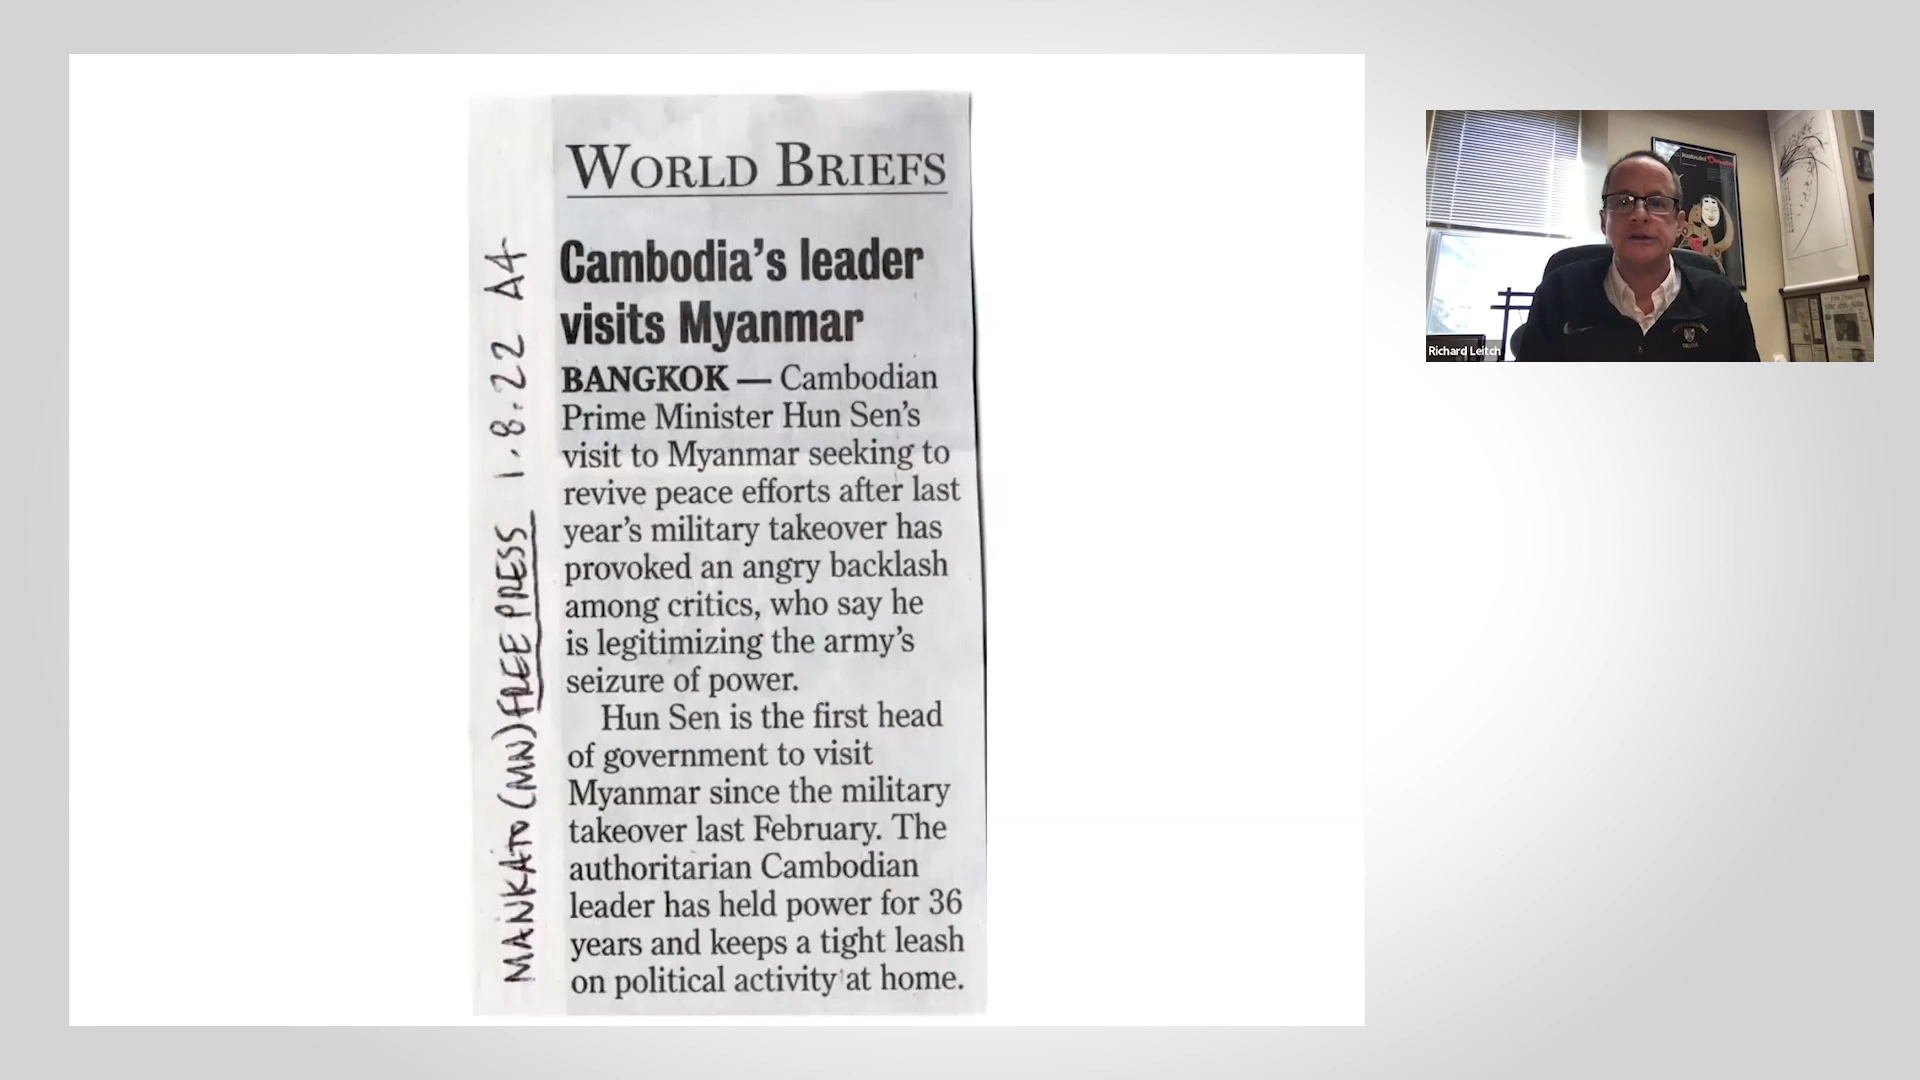 WORLD BRIEFS
Cambodia's leader
visits Myanmar
BANGKOK — Cambodian
Prime Minister Hun Sen's
visit to Myanmar seeking to
revive peace efforts after last
year's military takeover has
provoked an angry backlash
among critics, who say he
is legitimizing the army's
seizure of power.
Hun Sen is the first head
of government to visit
Myanmar since the military
takeover last February. The
authoritarian Cambodian
leader has held power for 36
years and keeps a tight leash
on political activity at home.
MANKATO (MN) FREE PRESS 1.8.22 A4
Richard Leitch